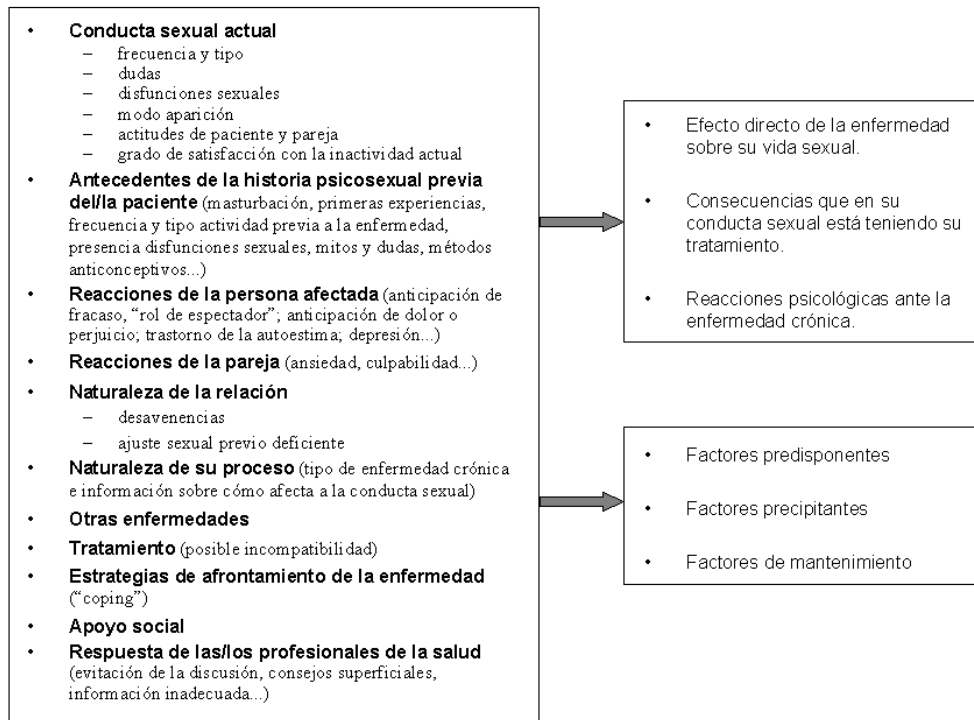 • Conducta sexual actual
– frecuencia y tipo
– dudas
– disfunciones sexuales
– modo aparición
– actitudes de paciente y pareja
– grado de satisfacción con la inactividad actual
• Antecedentes de la historia psicosexual previa
del/la paciente (masturbación, primeras experiencias,
frecuencia y tipo actividad previa a la enfermedad,
presencia disfunciones sexuales, mitos y dudas, métodos
anticonceptivos...)
• Reacciones de la persona afectada (anticipación de
fracaso, “rol de espectador”; anticipación de dolor o
perjuicio; trastorno de la autoestima; depresión...)
• Reacciones de la pareja (ansiedad, culpabilidad...)
• Naturaleza de la relación
– desavenencias
– ajuste sexual previo deficiente
• Naturaleza de su proceso (tipo de enfermedad crónica
e información sobre cómo afecta a la conducta sexual)
• Otras enfermedades
• Tratamiento (posible incompatibilidad)
• Estrategias de afrontamiento de la enfermedad
(“coping”)
• Apoyo social
• Respuesta de las/los profesionales de la salud
(evitación de la discusión, consejos superficiales,
información inadecuada...)
• Efecto directo de la enfermedad
sobre su vida sexual.
• Consecuencias que en su
conducta sexual está teniendo su
tratamiento.
• Reacciones psicológicas ante la
enfermedad crónica.
• Factores predisponentes
• Factores precipitantes
• Factores de mantenimiento